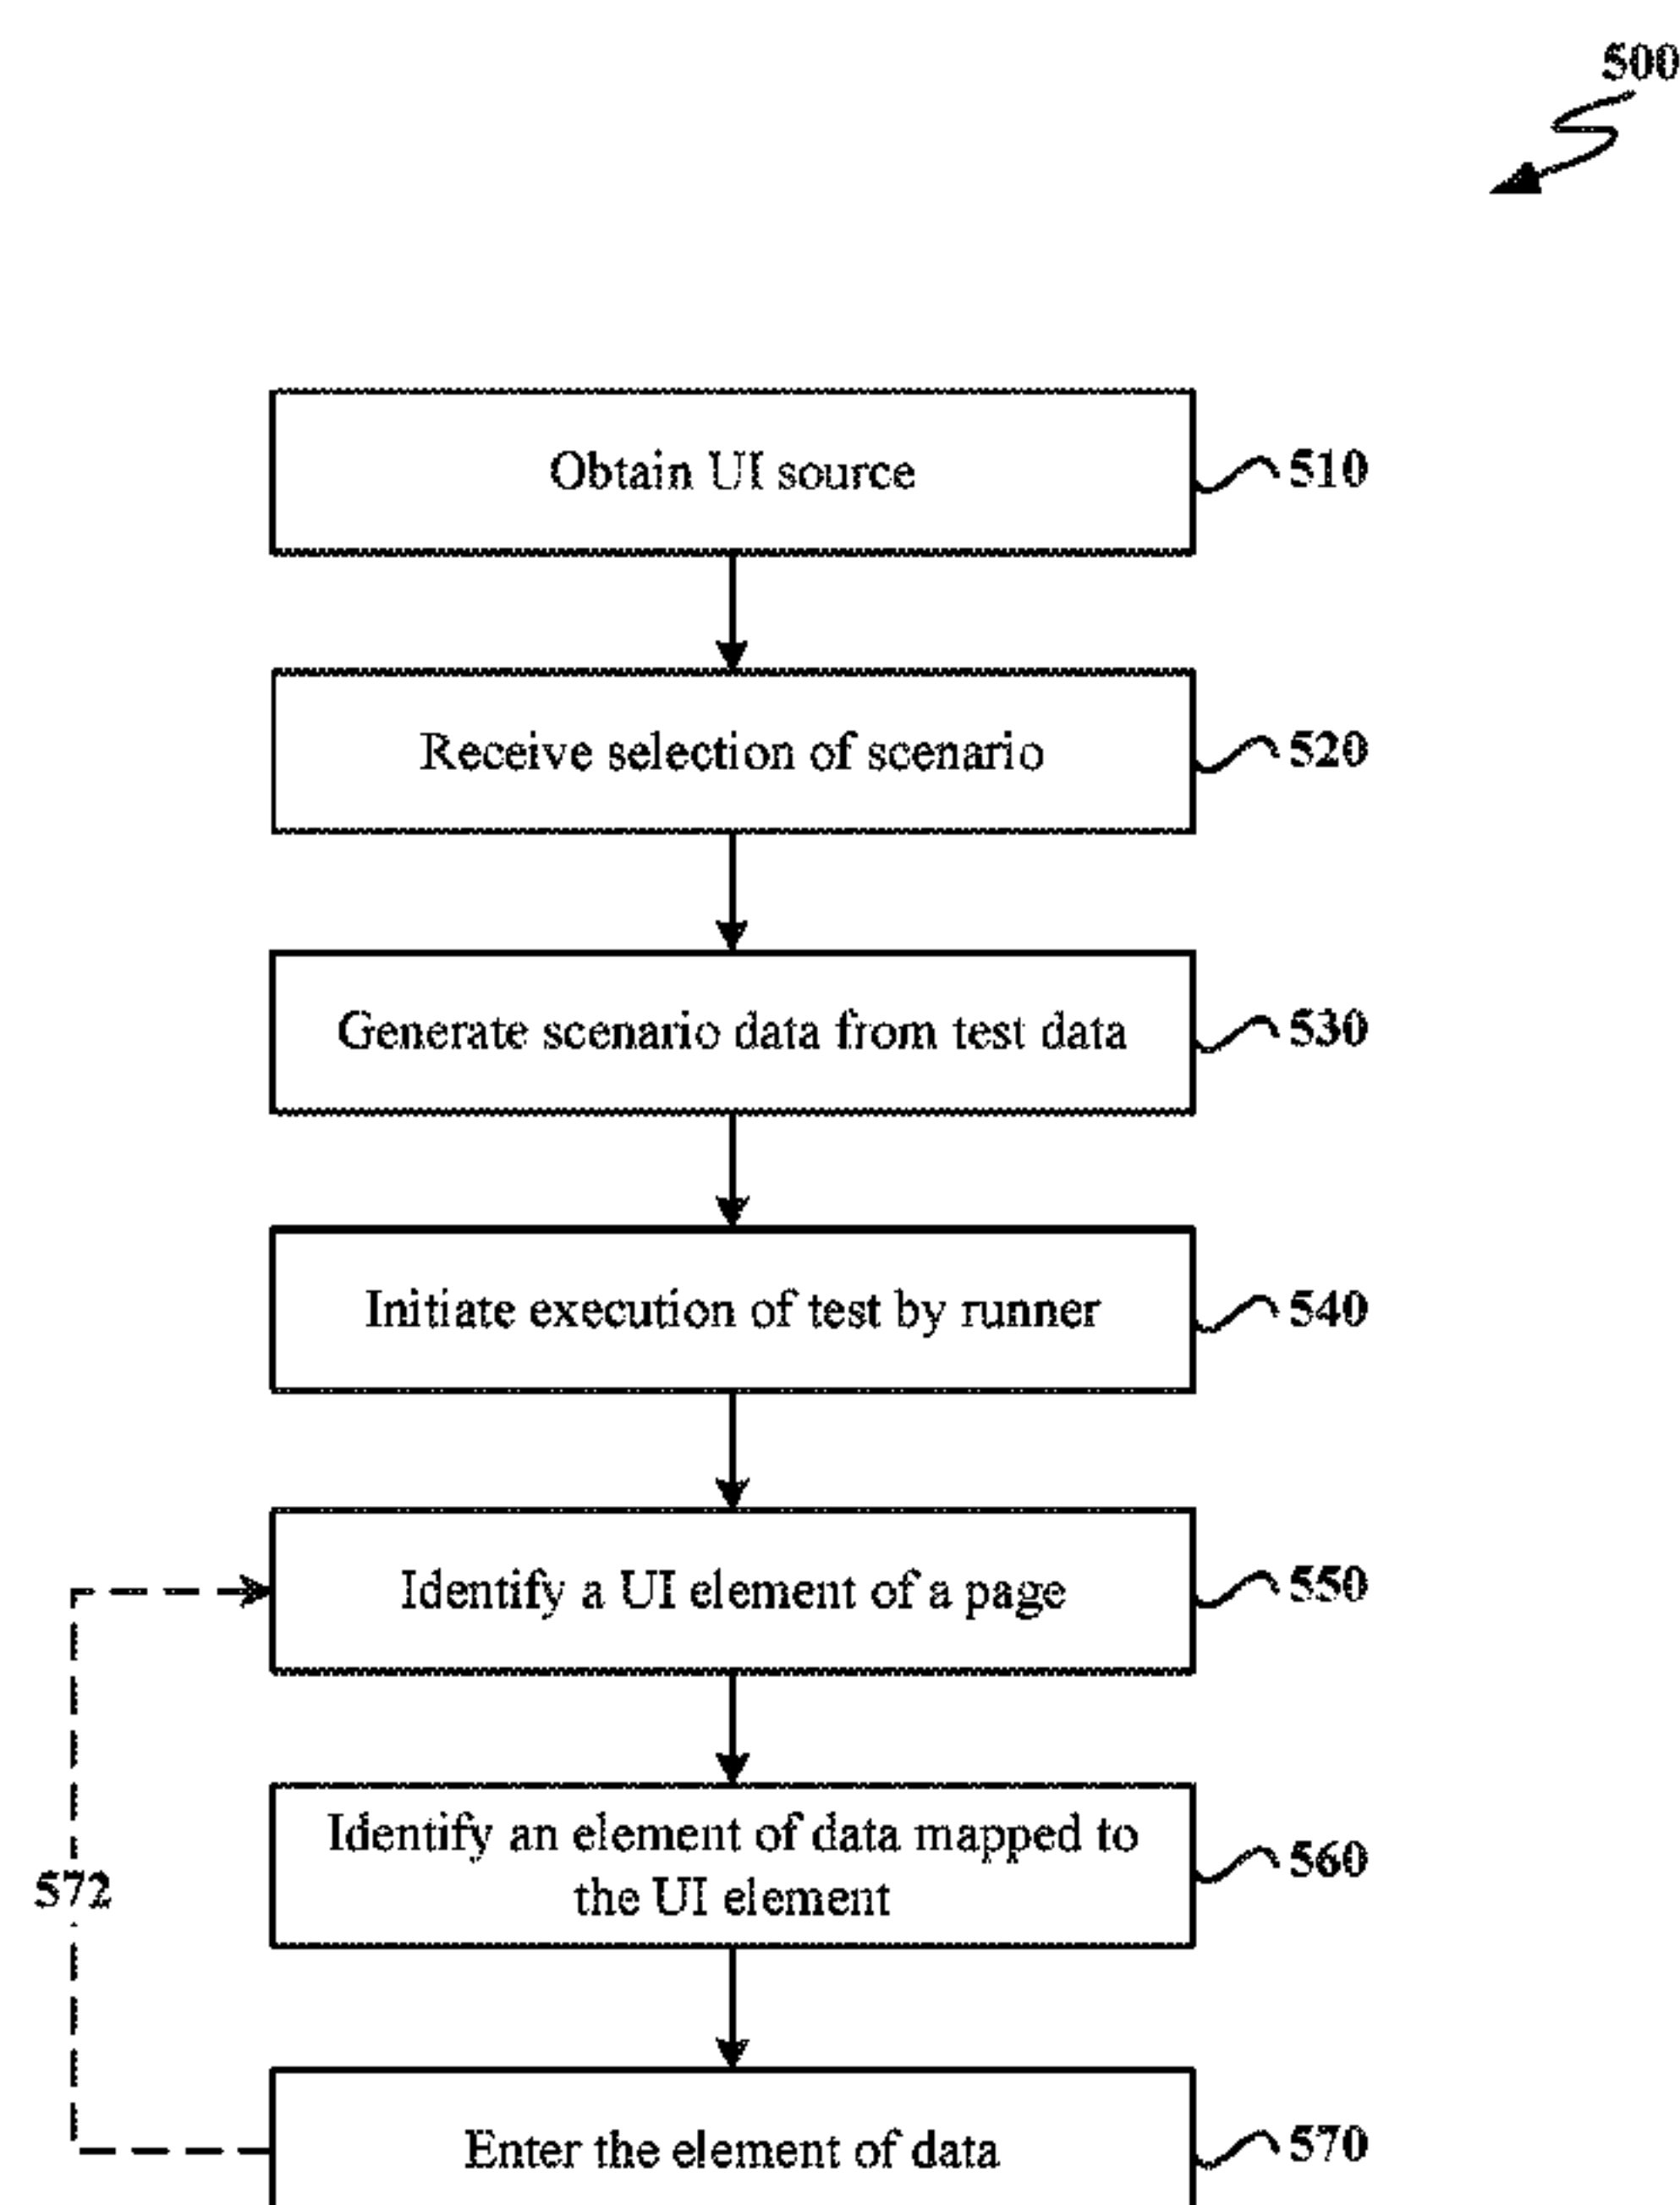 500
Obtain UI source
510
Receive selection of scenario
520
Generate scenario data from test data
530
Initiate execution of test by runner
540
Identify a UI element of a page
550
Identify an element of data mapped to
the UI element
560
572
Enter the element of data
570